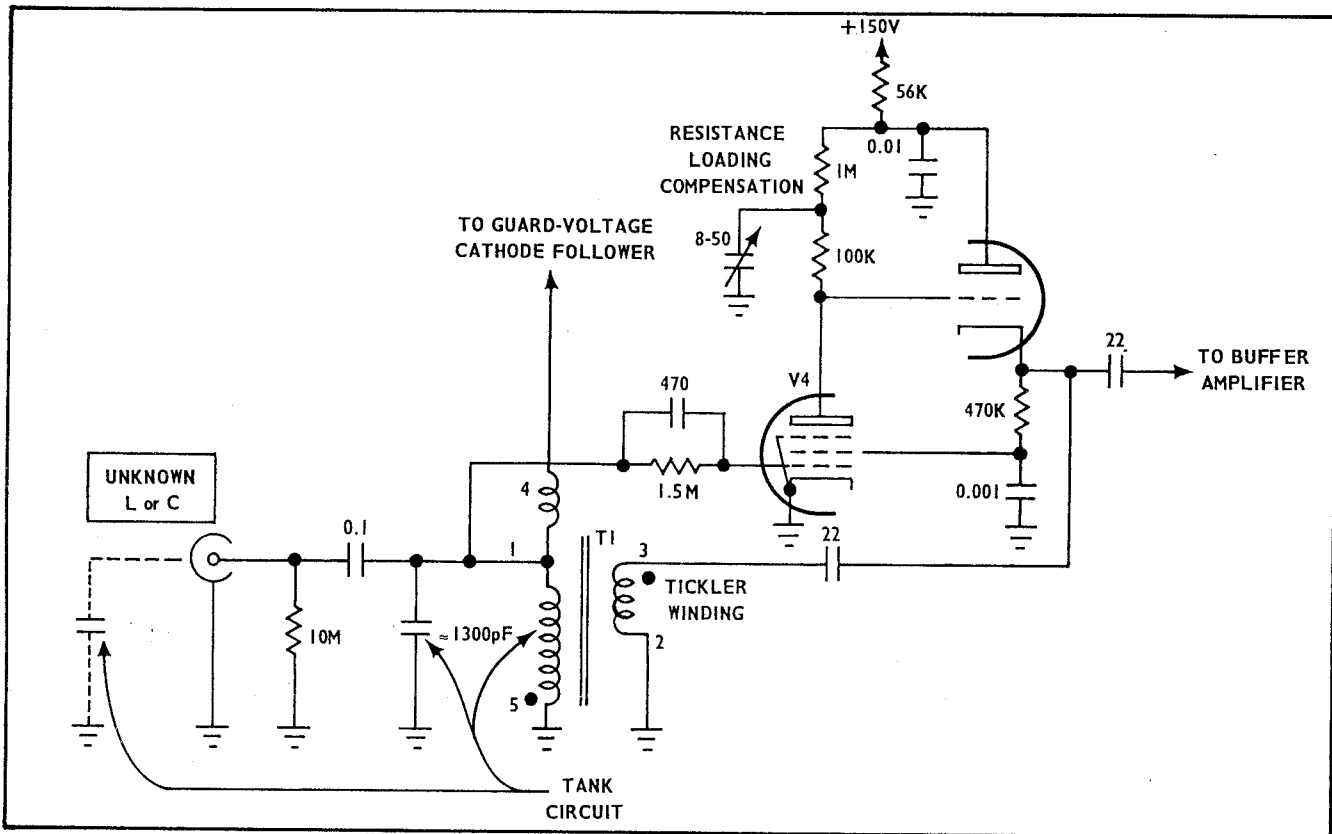 +150V
56K
RESISTANCE
LOADING
COMPENSATION
0.01
1M
8-50
100K
TO GUARD-VOLTAGE
CATHODE FOLLOWER
22
TO BUFFER
AMPLIFIER
V4
470
470K
1.5M
0.001
UNKNOWN
L or C
4
0.1
1
T1
3
22
TICKLER
WINDING
10M
≈1300pF
2
5
TANK
CIRCUIT